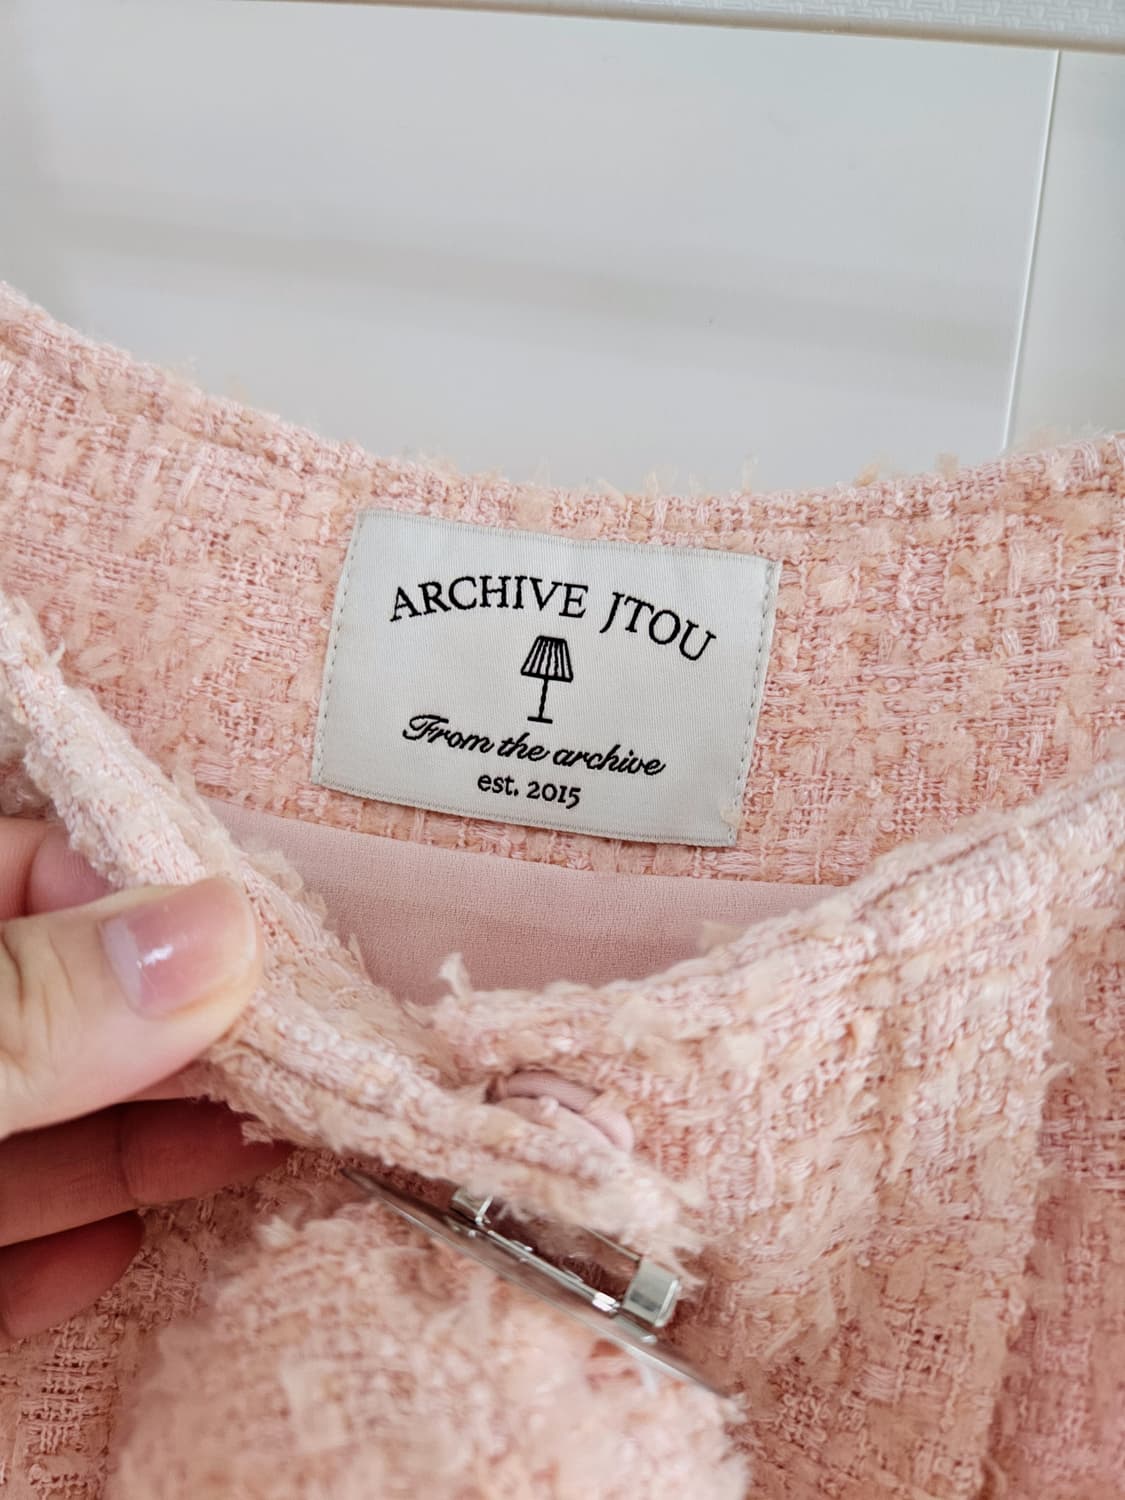 ARCHIVE JTOU
From the archive
est. 2015